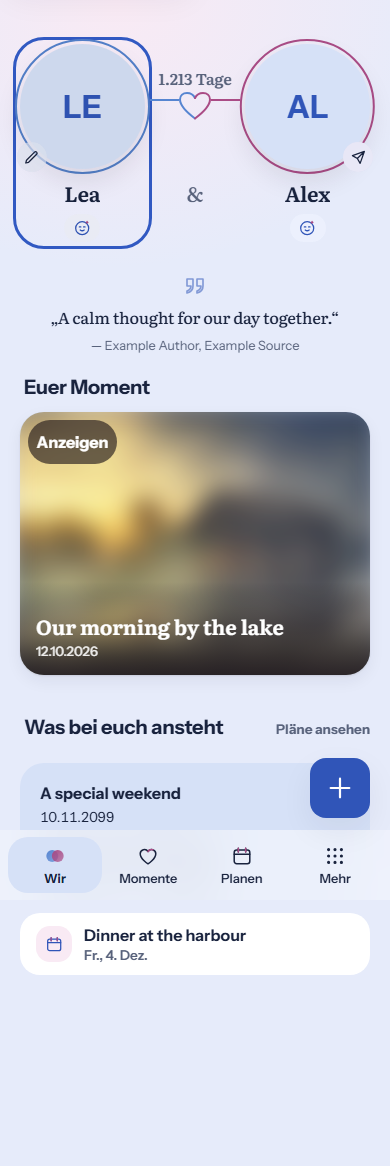 1.213 Tage
LE
AL
Lea
&
Alex
„A calm thought for our day together.“
— Example Author, Example Source
Euer Moment
Anzeigen
Our morning by the lake
12.10.2026
Was bei euch ansteht
Pläne ansehen
A special weekend
10.11.2099
Wir
Momente
Planen
Mehr
Dinner at the harbour
Fr., 4. Dez.